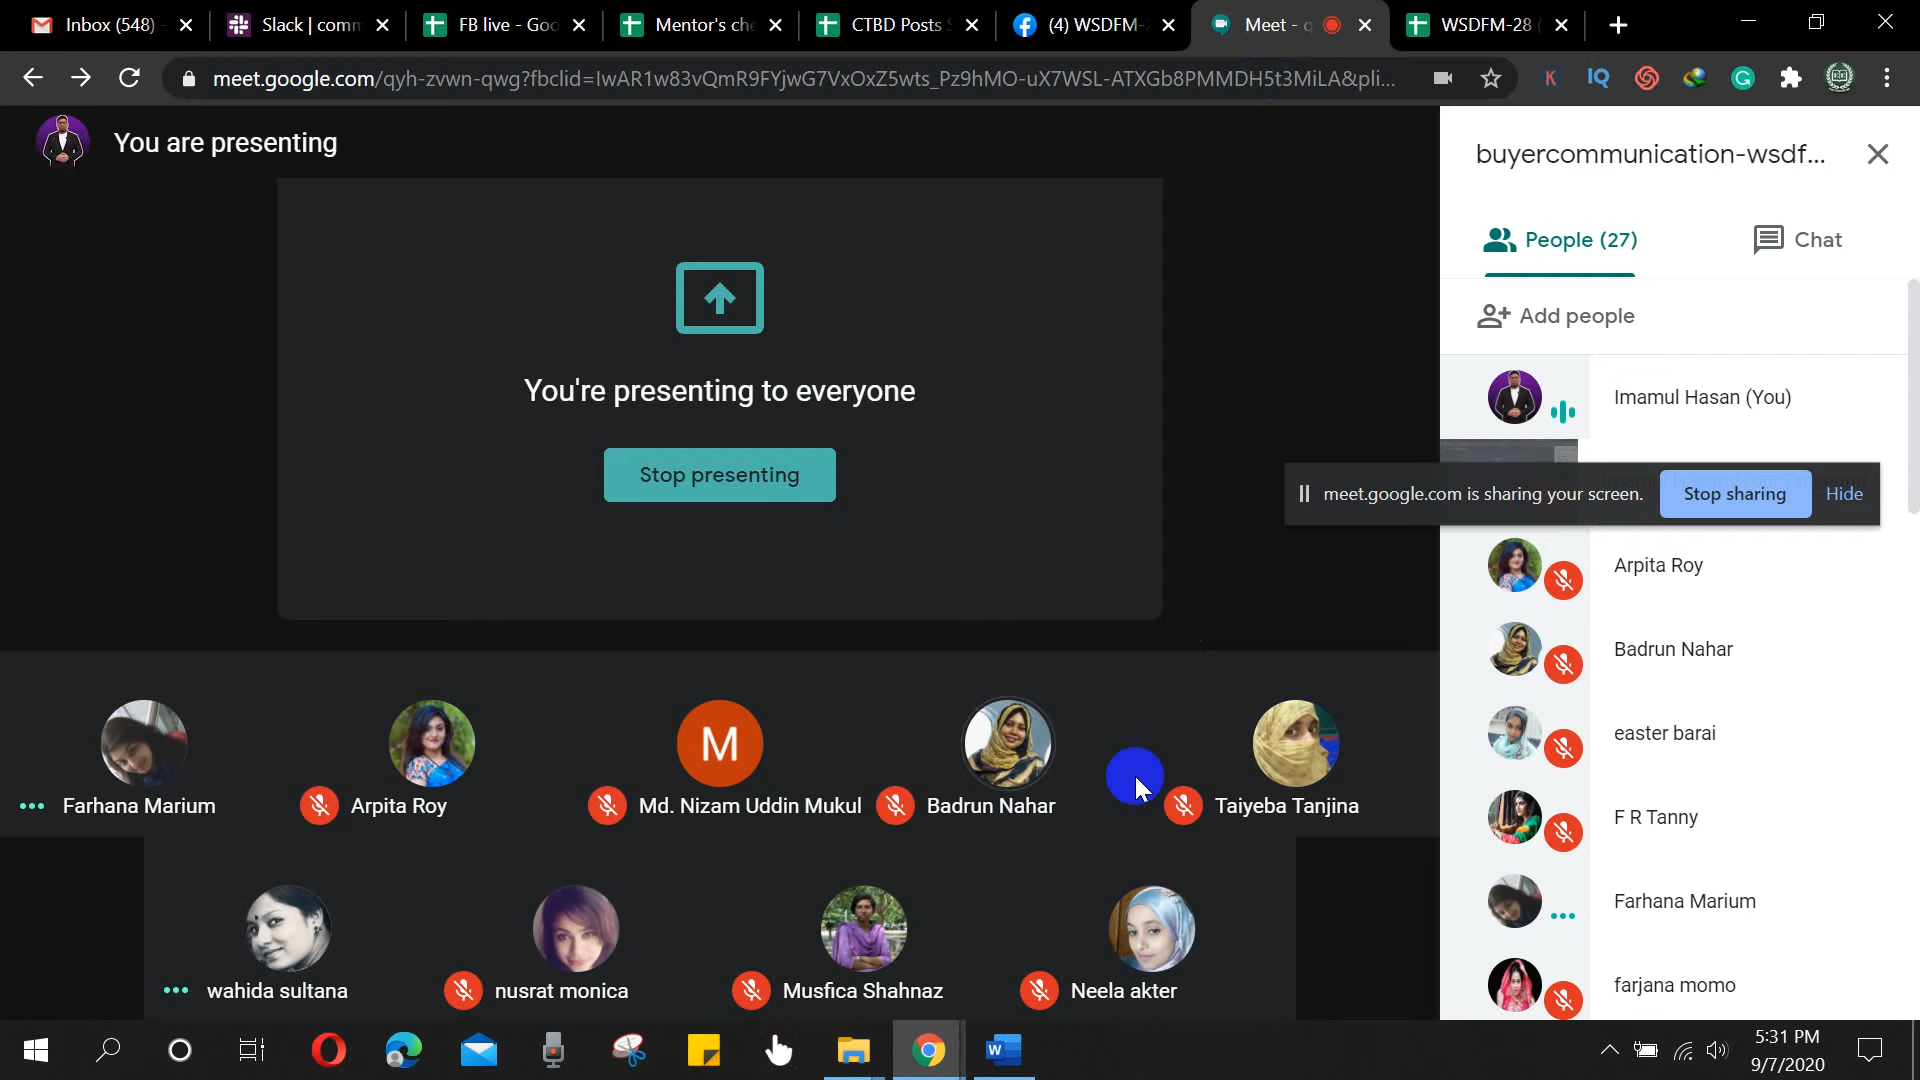 Inbox (548)
Slack | comm
FB live - Goo
Mentor's che
CTBD Posts S
(4) WSDFM-
Meet - q
WSDFM-28 (
meet.google.com/qyh-zvwn-qwg?fbclid=IwAR1w83vQmR9FYjwG7VxOxZ5wts_Pz9hMO-uX7WSL-ATXGb8PMMDH5t3MiLA&pli...
K
IQ
You are presenting
You're presenting to everyone
Stop presenting
buyercommunication-wsdf...
People (27)
Chat
Add people
Imamul Hasan (You)
meet.google.com is sharing your screen.
Stop sharing
Hide
Arpita Roy
Badrun Nahar
easter barai
F R Tanny
Farhana Marium
farjana momo
M
Farhana Marium
Arpita Roy
Md. Nizam Uddin Mukul
Badrun Nahar
Taiyeba Tanjina
wahida sultana
nusrat monica
Musfica Shahnaz
Neela akter
W
5:31 PM
9/7/2020